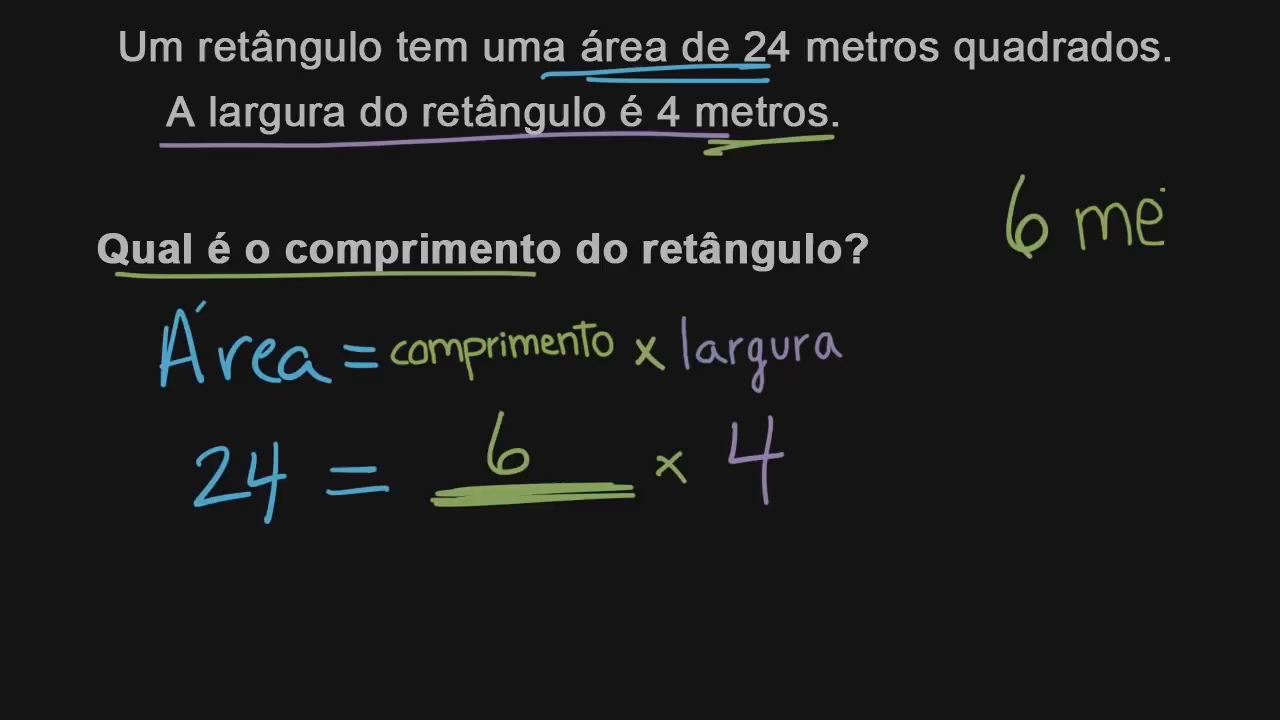 Um retângulo tem uma área de 24 metros quadrados.
A largura do retângulo é 4 metros.
6 me
Qual é o comprimento do retângulo?
Área = comprimento x largura
24 = 6 x 4